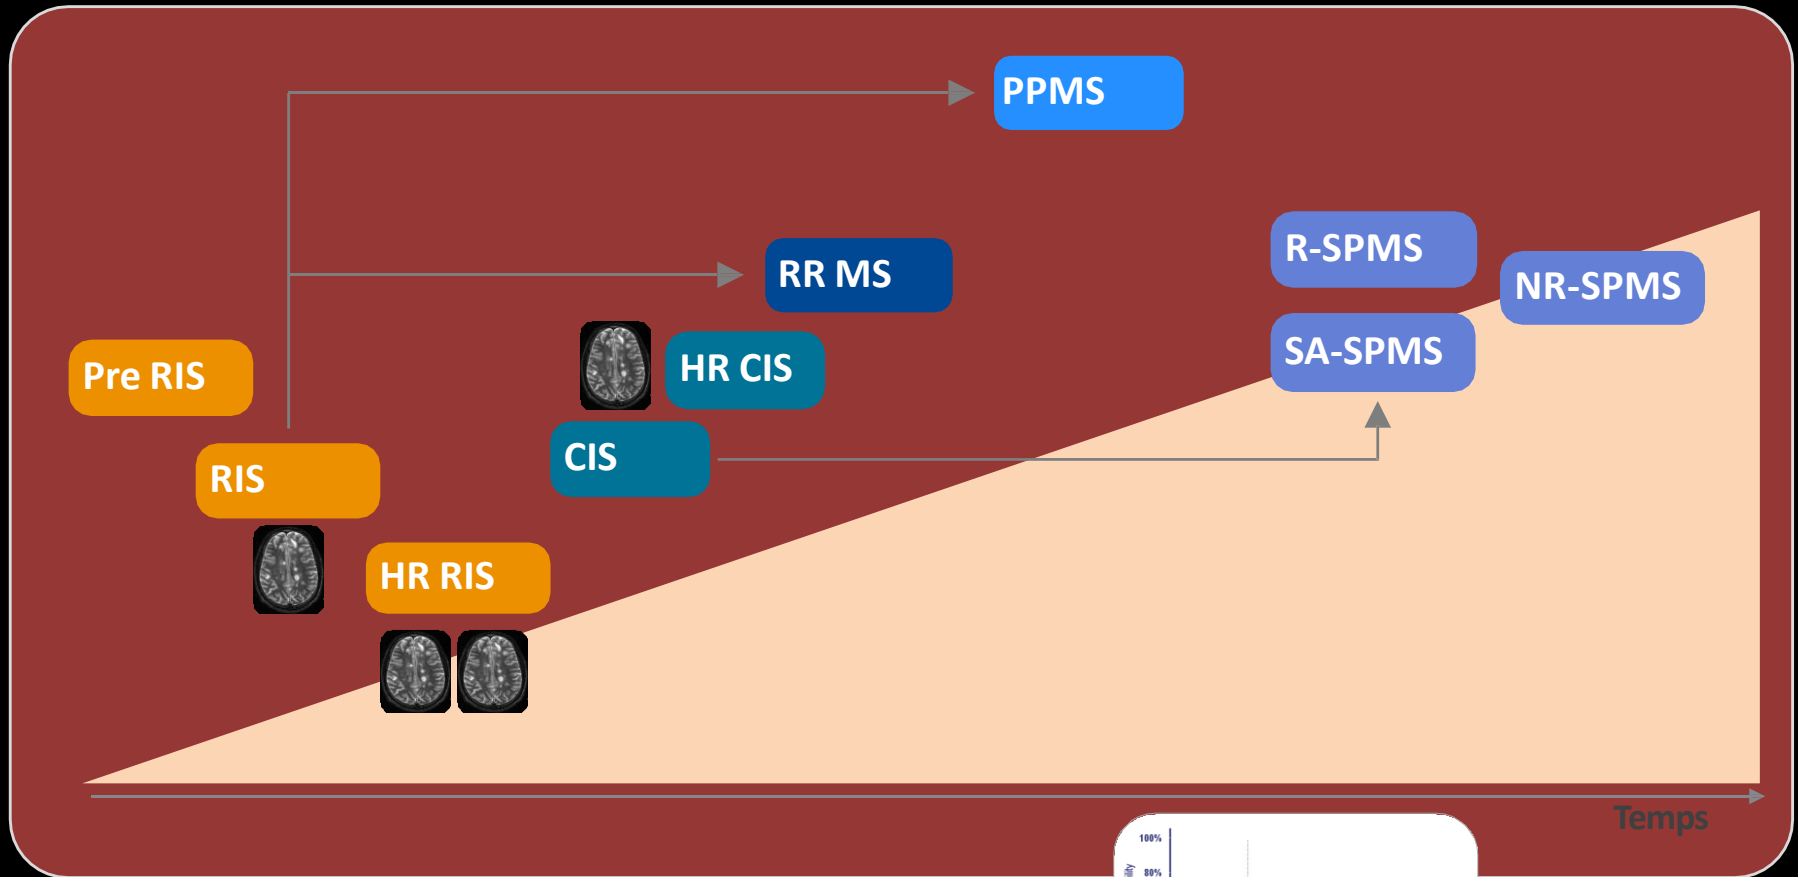 PPMS
RR MS
R-SPMS
NR-SPMS
SA-SPMS
Pre RIS
HR CIS
CIS
RIS
HR RIS
Temps
100%
80%